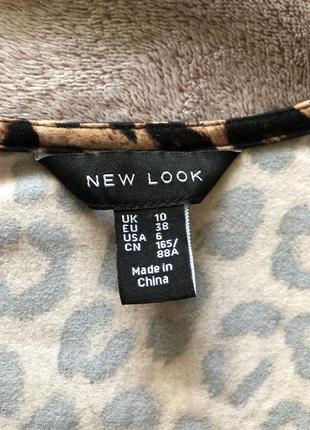 NEW LOOK
UK 10
EU 38
USA 6
CN 165/
88A
Made in
China